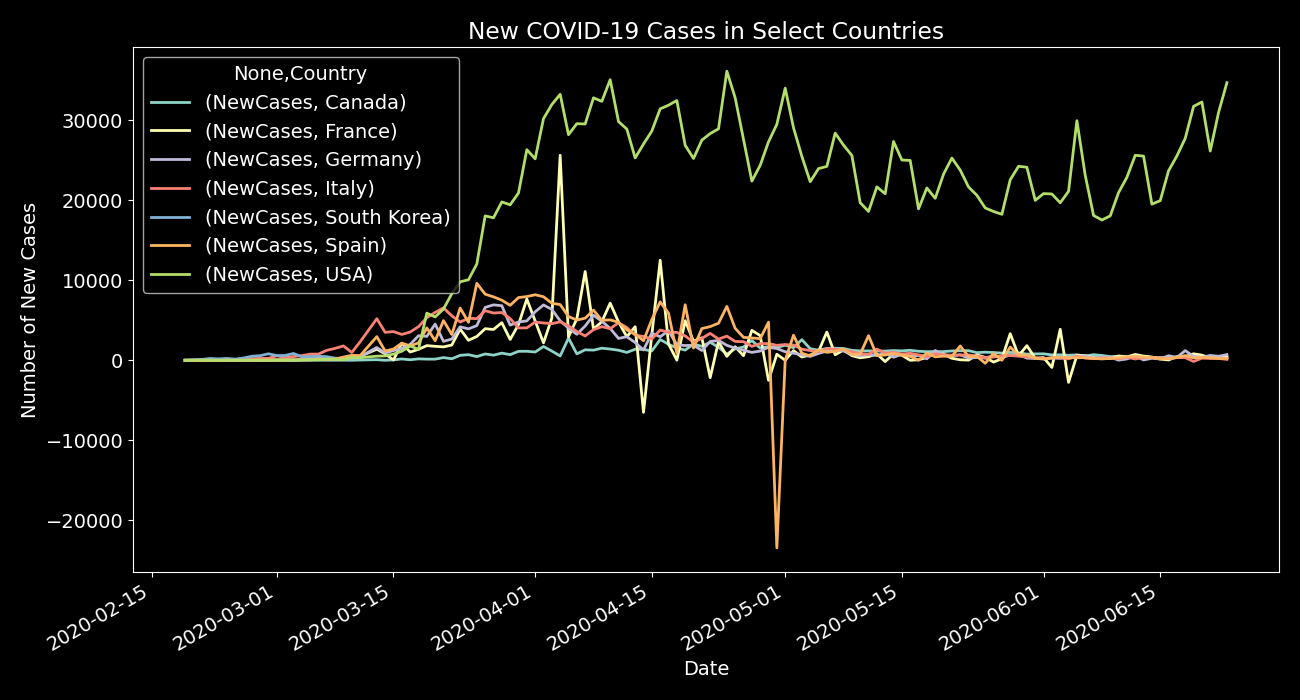 New COVID-19 Cases in Select Countries
None,Country
(NewCases, Canada)
(NewCases, France)
(NewCases, Germany)
(NewCases, Italy)
(NewCases, South Korea)
(NewCases, Spain)
(NewCases, USA)
Number of New Cases
30000
20000
10000
0
−10000
−20000
2020-02-15
2020-03-01
2020-03-15
2020-04-01
2020-04-15
2020-05-01
2020-05-15
2020-06-01
2020-06-15
Date